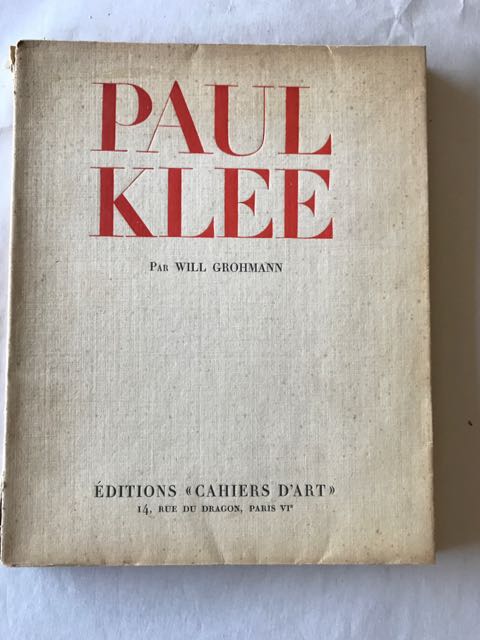 PAUL
KLEE
Par WILL GROHMANN
ÉDITIONS «CAHIERS D'ART»
14, RUE DU DRAGON, PARIS VIᵉ